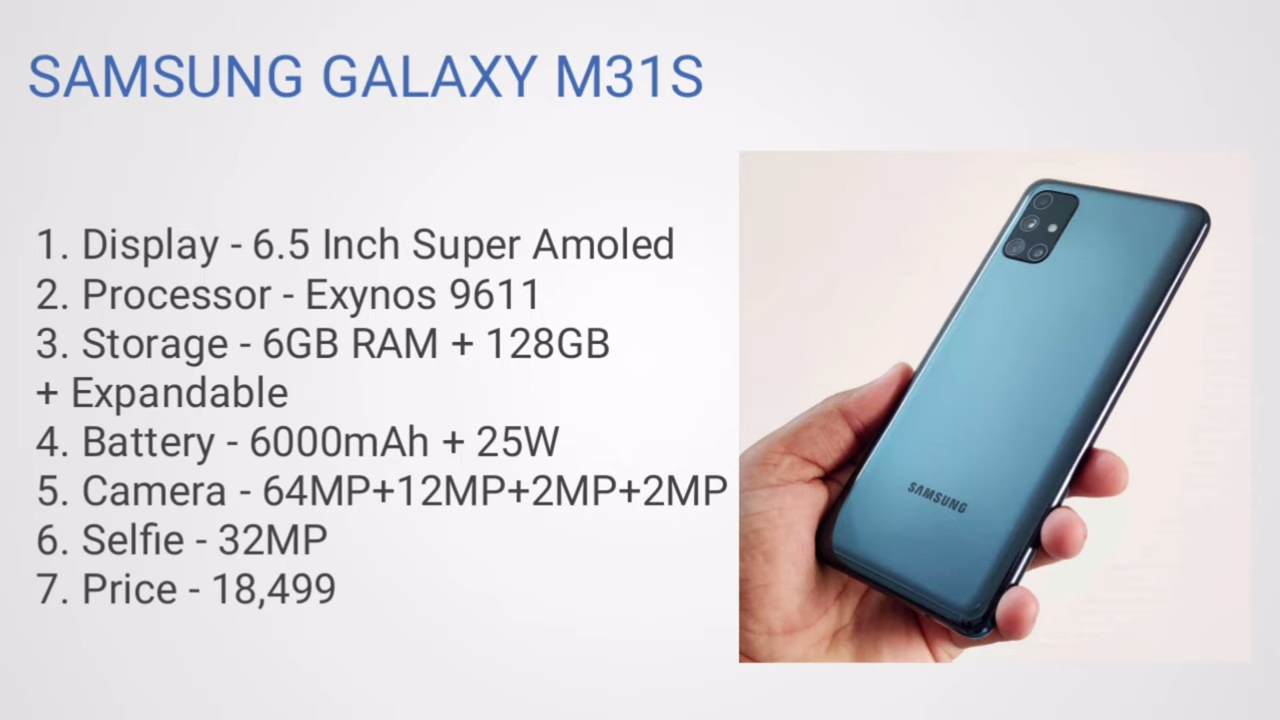 SAMSUNG GALAXY M31S
1. Display - 6.5 Inch Super Amoled
2. Processor - Exynos 9611
3. Storage - 6GB RAM + 128GB
+ Expandable
4. Battery - 6000mAh + 25W
5. Camera - 64MP+12MP+2MP+2MP
6. Selfie - 32MP
7. Price - 18,499
SAMSUNG